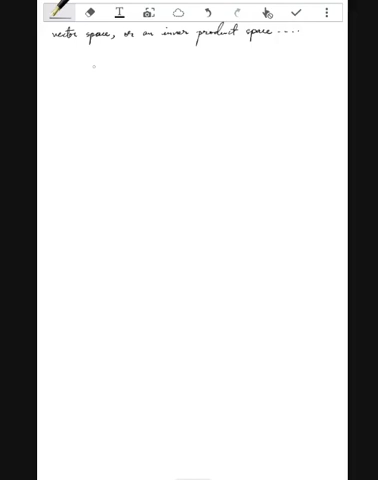 vector space, or an inner product space ....